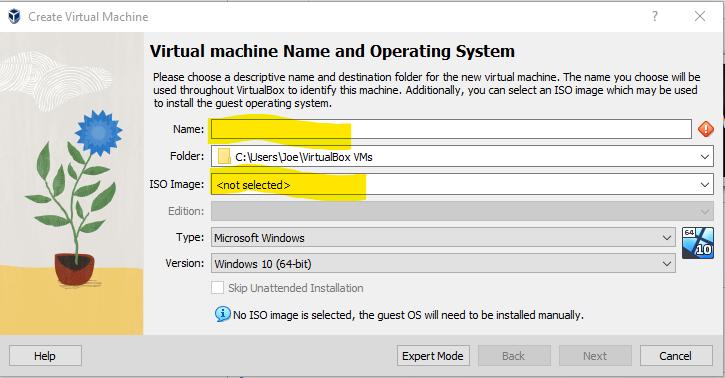 Create Virtual Machine
? ×
Virtual machine Name and Operating System
Please choose a descriptive name and destination folder for the new virtual machine. The name you choose will be
used throughout VirtualBox to identify this machine. Additionally, you can select an ISO image which may be used
to install the guest operating system.
Name:
Folder: C:\Users\Joe\VirtualBox VMs
ISO Image: <not selected>
Edition:
Type: Microsoft Windows
64
10
Version: Windows 10 (64-bit)
Skip Unattended Installation
No ISO image is selected, the guest OS will need to be installed manually.
Help Expert Mode Back Next Cancel